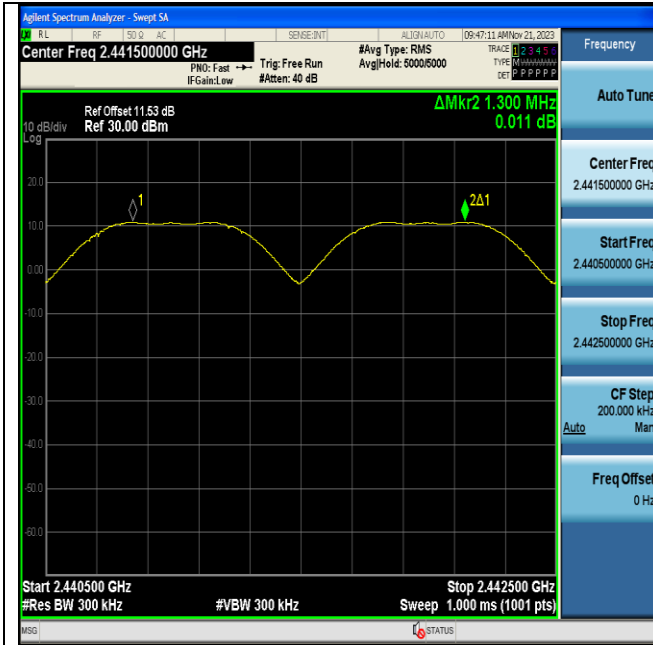 Agilent Spectrum Analyzer - Swept SA
RL RF 50 Ω AC SENSE:INT ALIGN AUTO 09:47:11 AM Nov 21, 2023
Center Freq 2.441500000 GHz
PNO: Fast
IFGain:Low
Trig: Free Run
#Atten: 40 dB
#Avg Type: RMS
Avg|Hold: 5000/5000
TRACE 1 2 3 4 5 6
TYPE M
DET P P P P P P
Ref Offset 11.53 dB
Ref 30.00 dBm
10 dB/div
Log
ΔMkr2 1.300 MHz
0.011 dB
20.0
10.0
0.00
-10.0
-20.0
-30.0
-40.0
-50.0
-60.0
1
2Δ1
Start 2.440500 GHz
#Res BW 300 kHz
#VBW 300 kHz
Stop 2.442500 GHz
Sweep 1.000 ms (1001 pts)
MSG
STATUS
Frequency
Auto Tune
Center Freq
2.441500000 GHz
Start Freq
2.440500000 GHz
Stop Freq
2.442500000 GHz
CF Step
200.000 kHz
Auto Man
Freq Offset
0 Hz